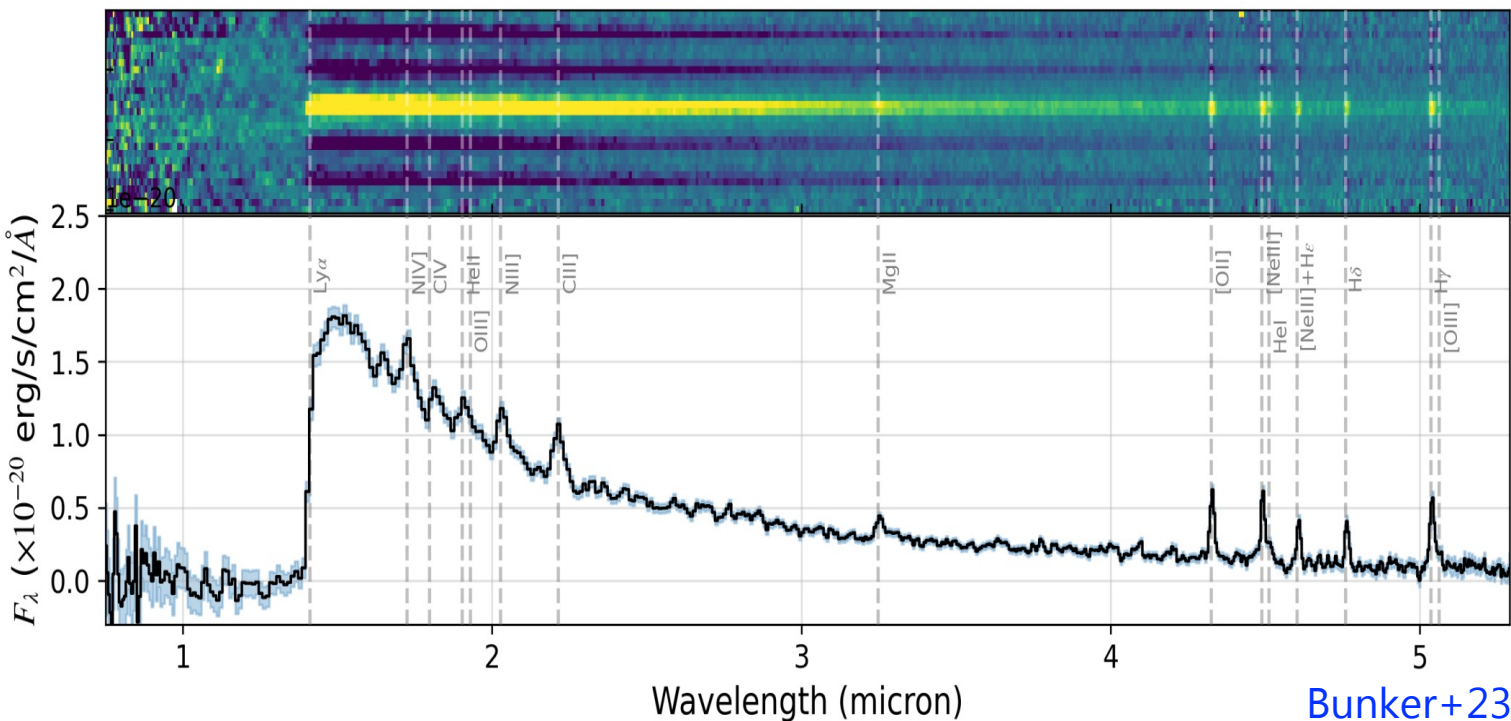 1e−20
F_λ (×10⁻²⁰ erg/s/cm²/Å)
2.5
2.0
1.5
1.0
0.5
0.0
Lyα
NIV]
CIV
HeII
OIII]
NIII]
CIII]
MgII
[OII]
[NeIII]
HeI
[NeIII]+Hε
Hδ
Hγ
[OIII]
1 2 3 4 5
Wavelength (micron)
Bunker+23